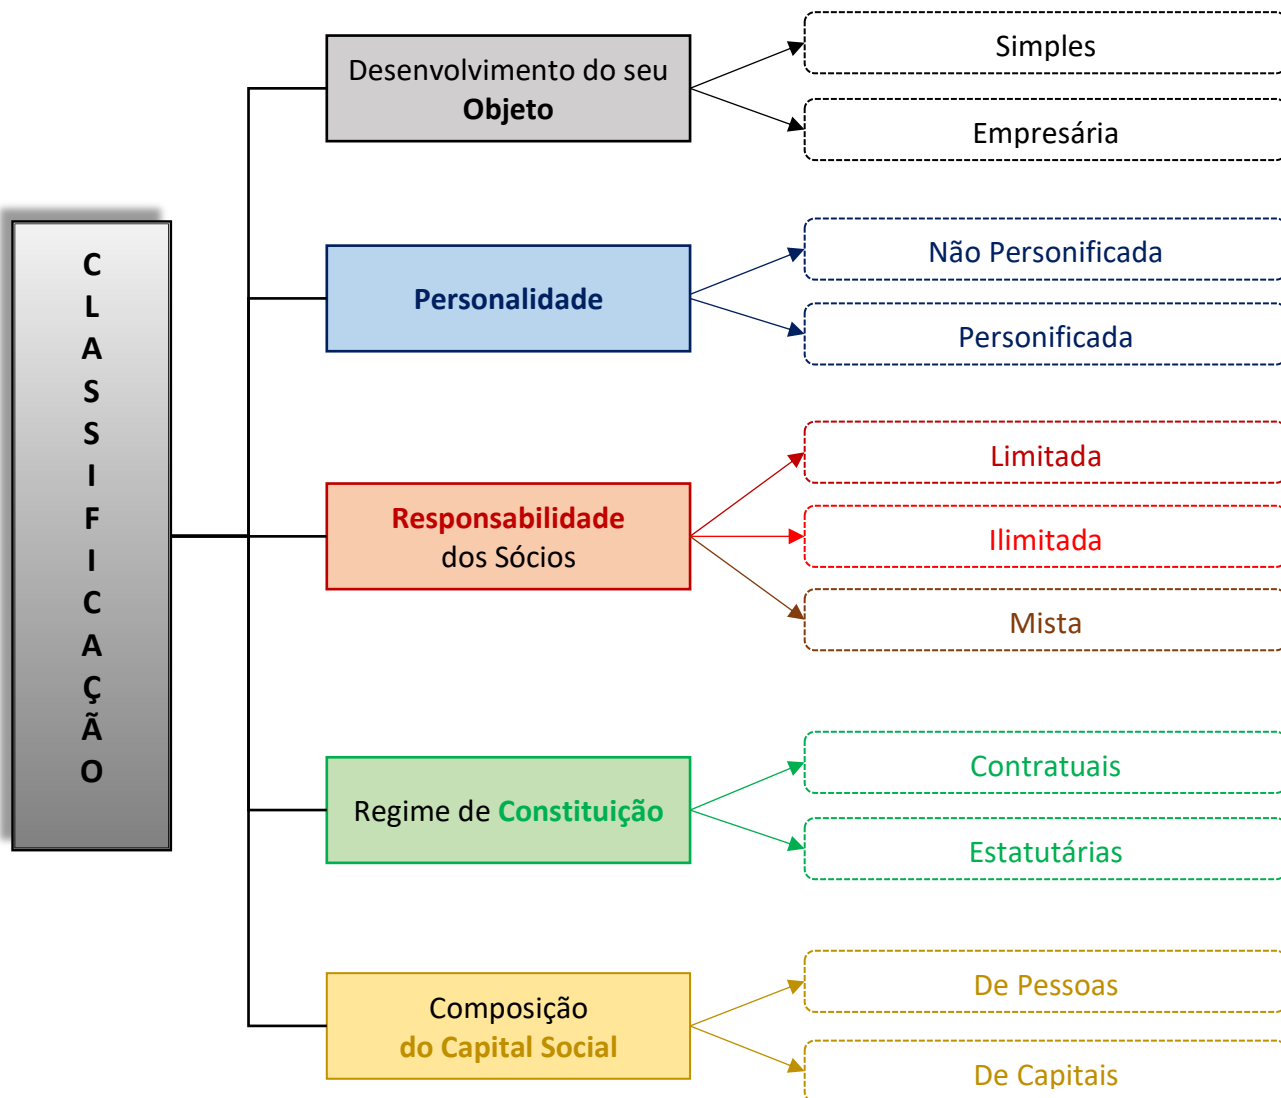 CLASSIFICAÇÃO
Desenvolvimento do seu
Objeto
Simples
Empresária
Personalidade
Não Personificada
Personificada
Responsabilidade
dos Sócios
Limitada
Ilimitada
Mista
Regime de Constituição
Contratuais
Estatutárias
Composição
do Capital Social
De Pessoas
De Capitais